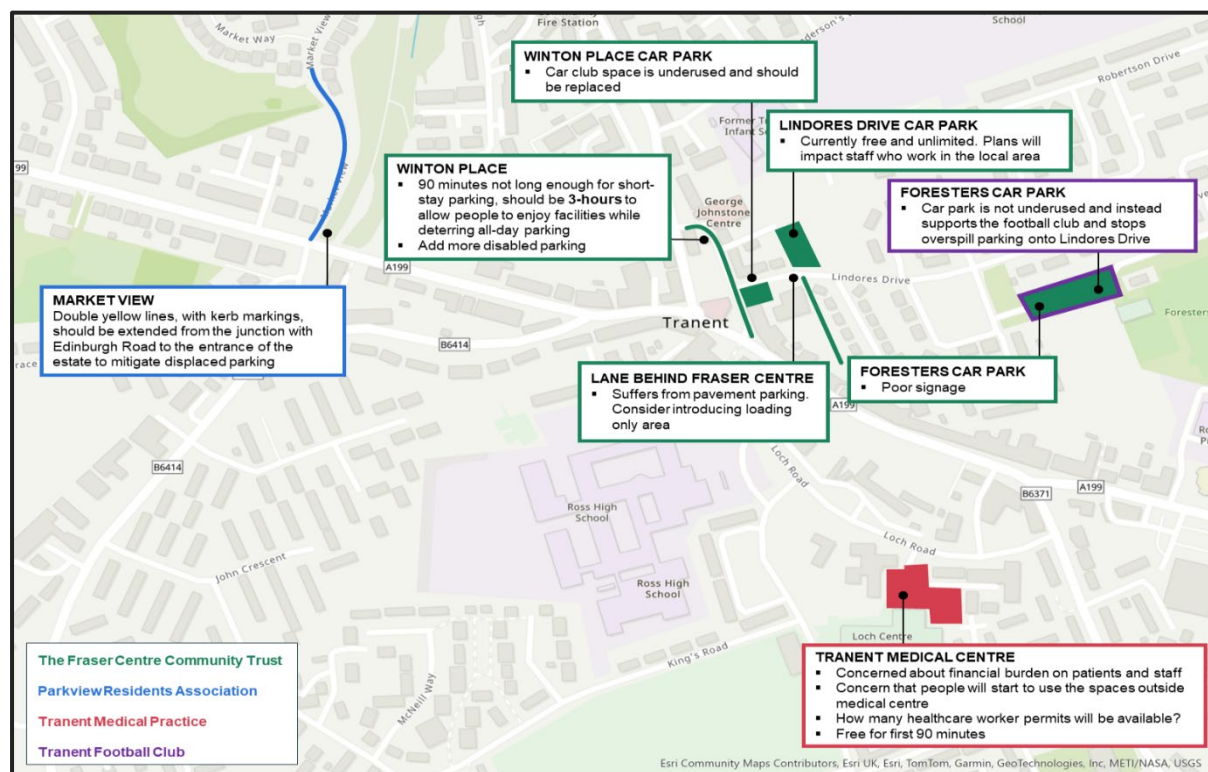 Market Way
Market View
Fire Station
School
Robertson Drive
WINTON PLACE CAR PARK
▪ Car club space is underused and should
be replaced
LINDORES DRIVE CAR PARK
▪ Currently free and unlimited. Plans will
impact staff who work in the local area
WINTON PLACE
▪ 90 minutes not long enough for short-
stay parking, should be 3-hours to
allow people to enjoy facilities while
deterring all-day parking
▪ Add more disabled parking
George
Johnstone
Centre
FORESTERS CAR PARK
▪ Car park is not underused and instead
supports the football club and stops
overspill parking onto Lindores Drive
99
Market View
A199
Lindores Drive
MARKET VIEW
Double yellow lines, with kerb markings,
should be extended from the junction with
Edinburgh Road to the entrance of the
estate to mitigate displaced parking
Tranent
B6414
LANE BEHIND FRASER CENTRE
▪ Suffers from pavement parking.
Consider introducing loading
only area
FORESTERS CAR PARK
▪ Poor signage
A199
B6414
Loch Road
B6371
A199
Ross High
School
Loch Road
John Crescent
Ross High
School
Loch Centre
King's Road
McNeill Way
TRANENT MEDICAL CENTRE
▪ Concerned about financial burden on patients and staff
▪ Concern that people will start to use the spaces outside
medical centre
▪ How many healthcare worker permits will be available?
▪ Free for first 90 minutes
The Fraser Centre Community Trust
Parkview Residents Association
Tranent Medical Practice
Tranent Football Club
Esri Community Maps Contributors, Esri UK, Esri, TomTom, Garmin, GeoTechnologies, Inc, METI/NASA, USGS